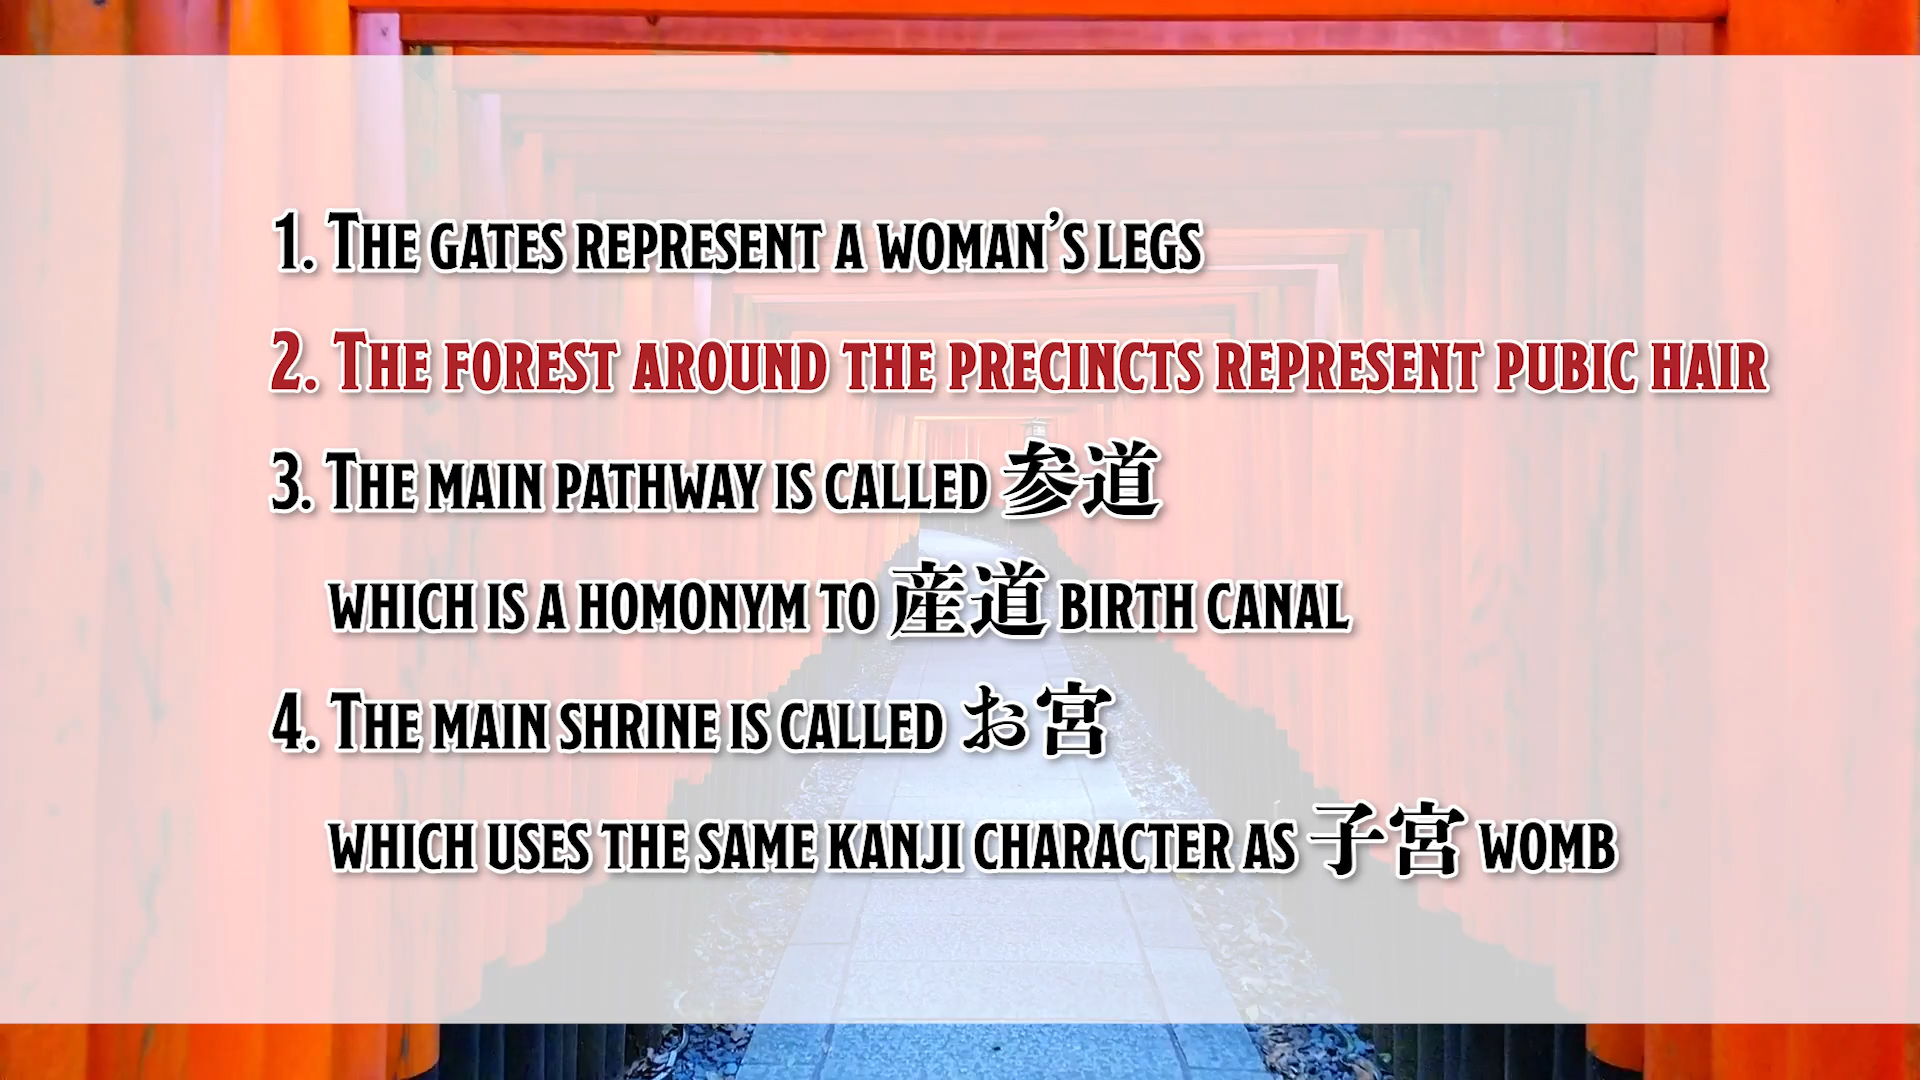 1. The gates represent a woman’s legs
2. The forest around the precincts represent pubic hair
3. The main pathway is called 参道
which is a homonym to 産道 birth canal
4. The main shrine is called お宮
which uses the same kanji character as 子宮 womb